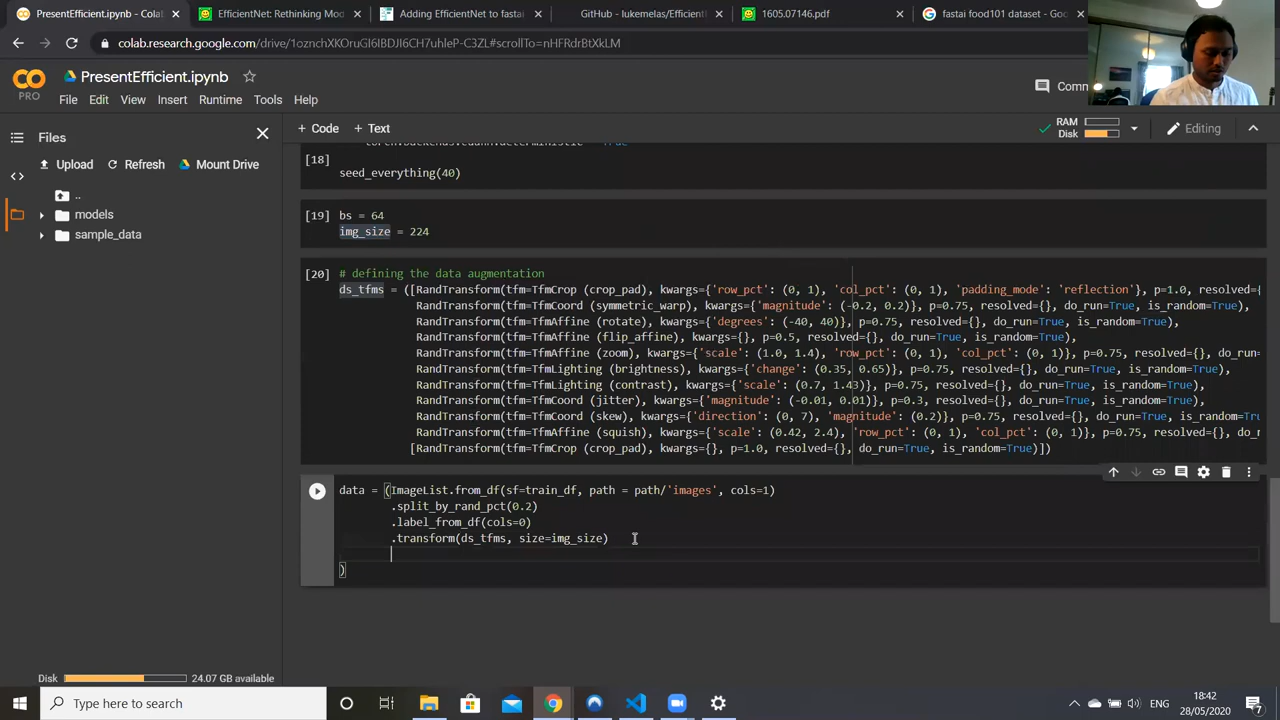 PresentEfficient.ipynb - Colab
EfficientNet: Rethinking Mod
Adding EfficientNet to fastai
GitHub - lukemelas/Efficient
1605.07146.pdf
fastai food101 dataset - Goo
colab.research.google.com/drive/
PresentEfficient.ipynb
PRO
File Edit View Insert Runtime Tools Help
Comm
Files
+ Code + Text
RAM
Disk
Editing
Upload Refresh Mount Drive
..
models
sample_data
[18]
seed_everything(40)
[19] bs = 64
img_size = 224
[20] # defining the data augmentation
ds_tfms = ([RandTransform(tfm=TfmCrop (crop_pad), kwargs={'row_pct': (0, 1), 'col_pct': (0, 1), 'padding_mode': 'reflection'}, p=1.0, resolved={
RandTransform(tfm=TfmCoord (symmetric_warp), kwargs={'magnitude': (-0.2, 0.2)}, p=0.75, resolved={}, do_run=True, is_random=True),
RandTransform(tfm=TfmAffine (rotate), kwargs={'degrees': (-40, 40)}, p=0.75, resolved={}, do_run=True, is_random=True),
RandTransform(tfm=TfmAffine (flip_affine), kwargs={}, p=0.5, resolved={}, do_run=True, is_random=True),
RandTransform(tfm=TfmAffine (zoom), kwargs={'scale': (1.0, 1.4), 'row_pct': (0, 1), 'col_pct': (0, 1)}, p=0.75, resolved={}, do_run=True, is_
RandTransform(tfm=TfmLighting (brightness), kwargs={'change': (0.35, 0.65)}, p=0.75, resolved={}, do_run=True, is_random=True),
RandTransform(tfm=TfmLighting (contrast), kwargs={'scale': (0.7, 1.43)}, p=0.75, resolved={}, do_run=True, is_random=True),
RandTransform(tfm=TfmCoord (jitter), kwargs={'magnitude': (-0.01, 0.01)}, p=0.3, resolved={}, do_run=True, is_random=True),
RandTransform(tfm=TfmCoord (skew), kwargs={'direction': (0, 7), 'magnitude': (0.2)}, p=0.75, resolved={}, do_run=True, is_random=Tru
RandTransform(tfm=TfmAffine (squish), kwargs={'scale': (0.42, 2.4), 'row_pct': (0, 1), 'col_pct': (0, 1)}, p=0.75, resolved={}, do_
[RandTransform(tfm=TfmCrop (crop_pad), kwargs={}, p=1.0, resolved={}, do_run=True, is_random=True)])
data = (ImageList.from_df(sf=train_df, path = path/'images', cols=1)
.split_by_rand_pct(0.2)
.label_from_df(cols=0)
.transform(ds_tfms, size=img_size)
)
Disk 24.07 GB available
Type here to search
ENG
18:42
28/05/2020
7